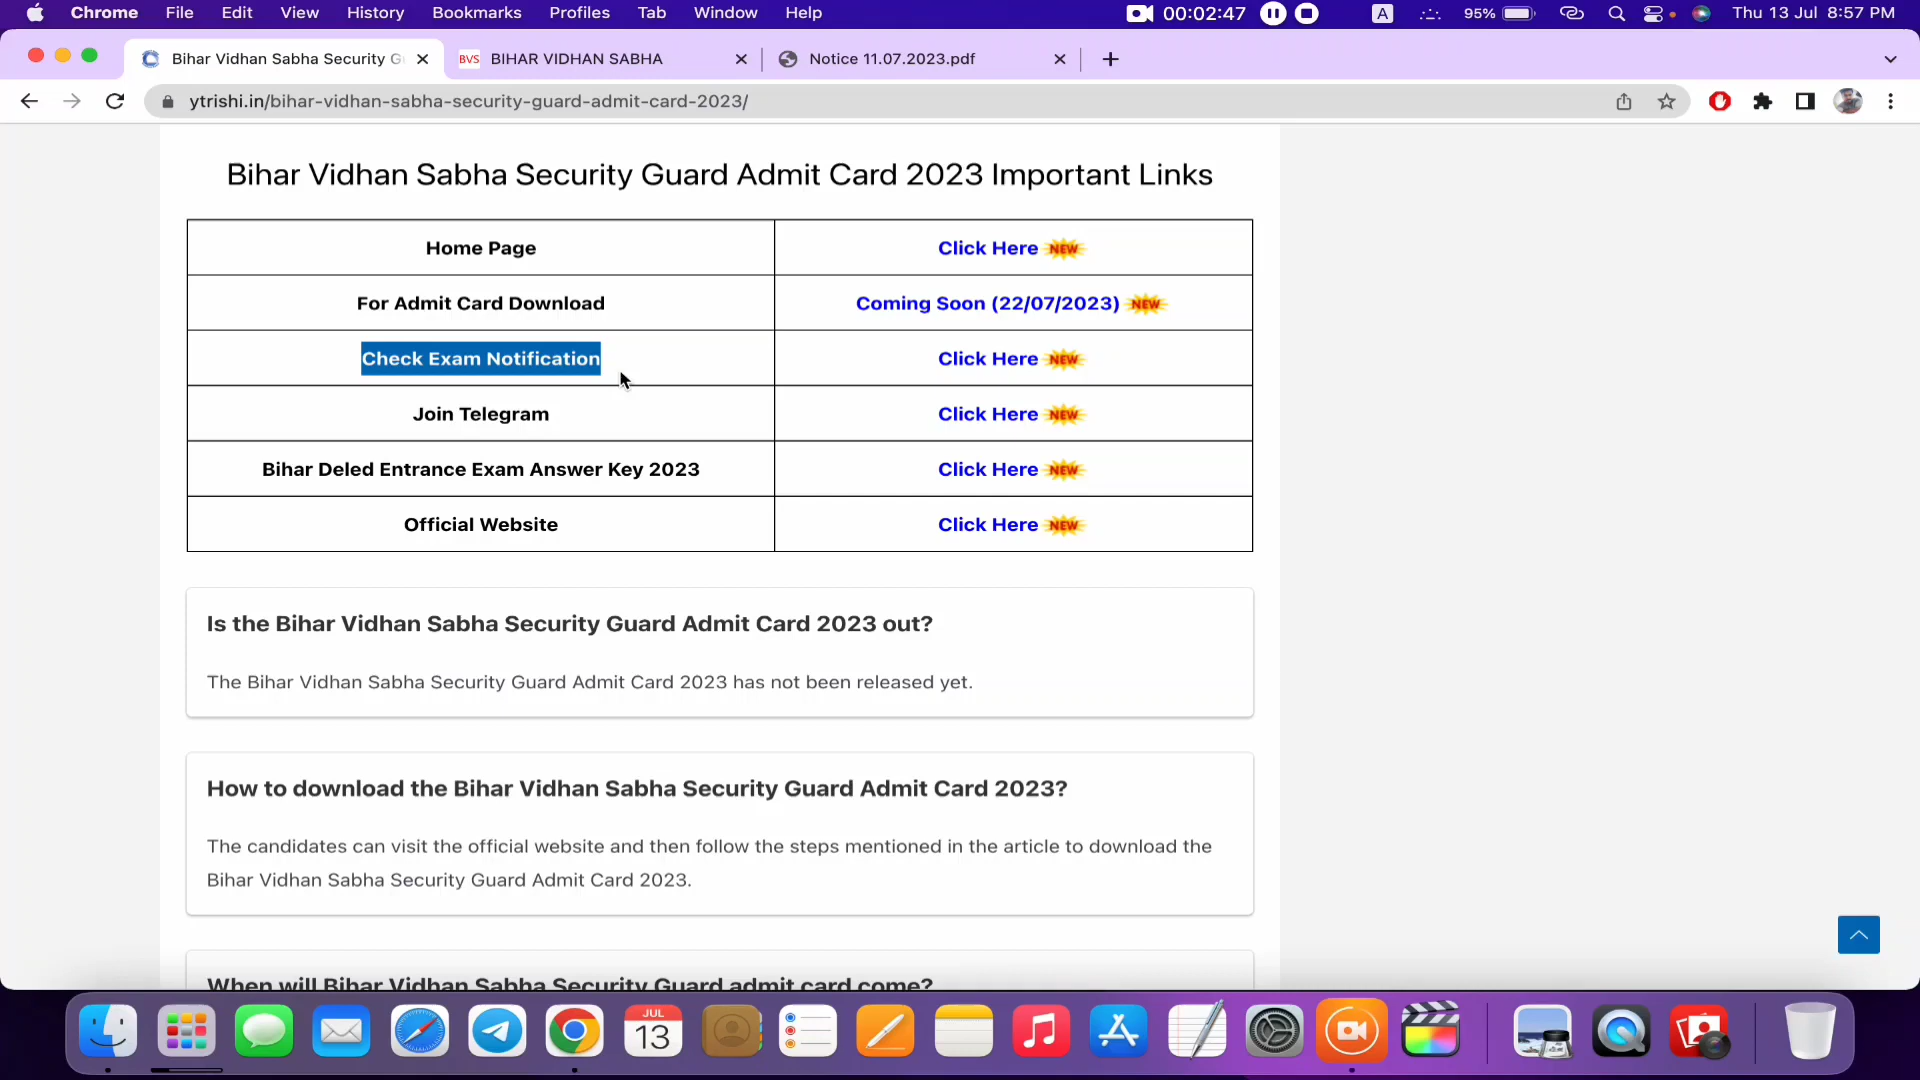 Chrome File Edit View History Bookmarks Profiles Tab Window Help 00:02:47 A 95% Thu 13 Jul 8:57 PM
Bihar Vidhan Sabha Security G BVS BIHAR VIDHAN SABHA Notice 11.07.2023.pdf
ytrishi.in/bihar-vidhan-sabha-security-guard-admit-card-2023/
Bihar Vidhan Sabha Security Guard Admit Card 2023 Important Links
Home Page Click Here NEW
For Admit Card Download Coming Soon (22/07/2023) NEW
Check Exam Notification Click Here NEW
Join Telegram Click Here NEW
Bihar Deled Entrance Exam Answer Key 2023 Click Here NEW
Official Website Click Here NEW
Is the Bihar Vidhan Sabha Security Guard Admit Card 2023 out?
The Bihar Vidhan Sabha Security Guard Admit Card 2023 has not been released yet.
How to download the Bihar Vidhan Sabha Security Guard Admit Card 2023?
The candidates can visit the official website and then follow the steps mentioned in the article to download the
Bihar Vidhan Sabha Security Guard Admit Card 2023.
When will Bihar Vidhan Sabha Security Guard admit card come?
JUL
13